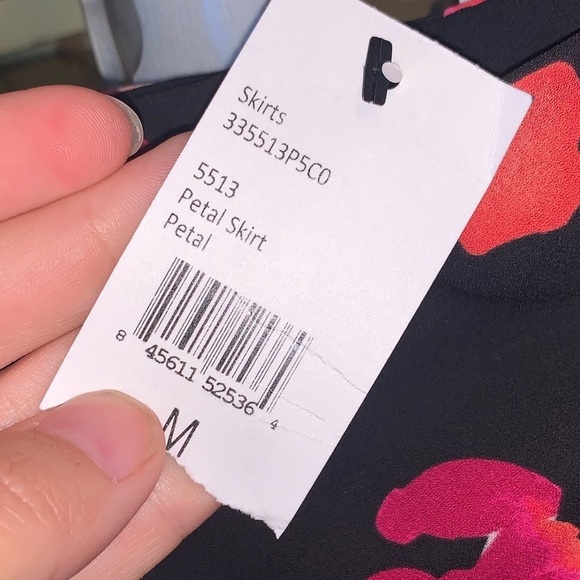 Skirts
335513P5C0
5513
Petal Skirt
Petal
8 45611 52536 4
M